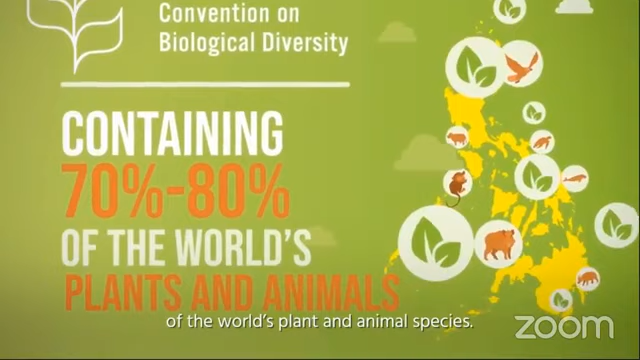 Convention on
Biological Diversity
CONTAINING
70%-80%
OF THE WORLD'S
PLANTS AND ANIMALS
of the world's plant and animal species.
zoom